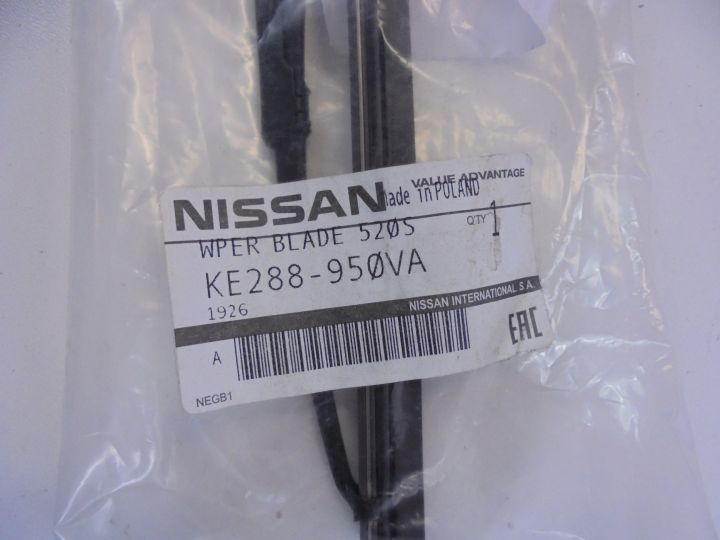 VALUE ADVANTAGE
NISSAN made in POLAND
WPER BLADE 520S QTY 1
KE288-950VA
1926
NISSAN INTERNATIONAL S.A.
A EAC
NEGB1